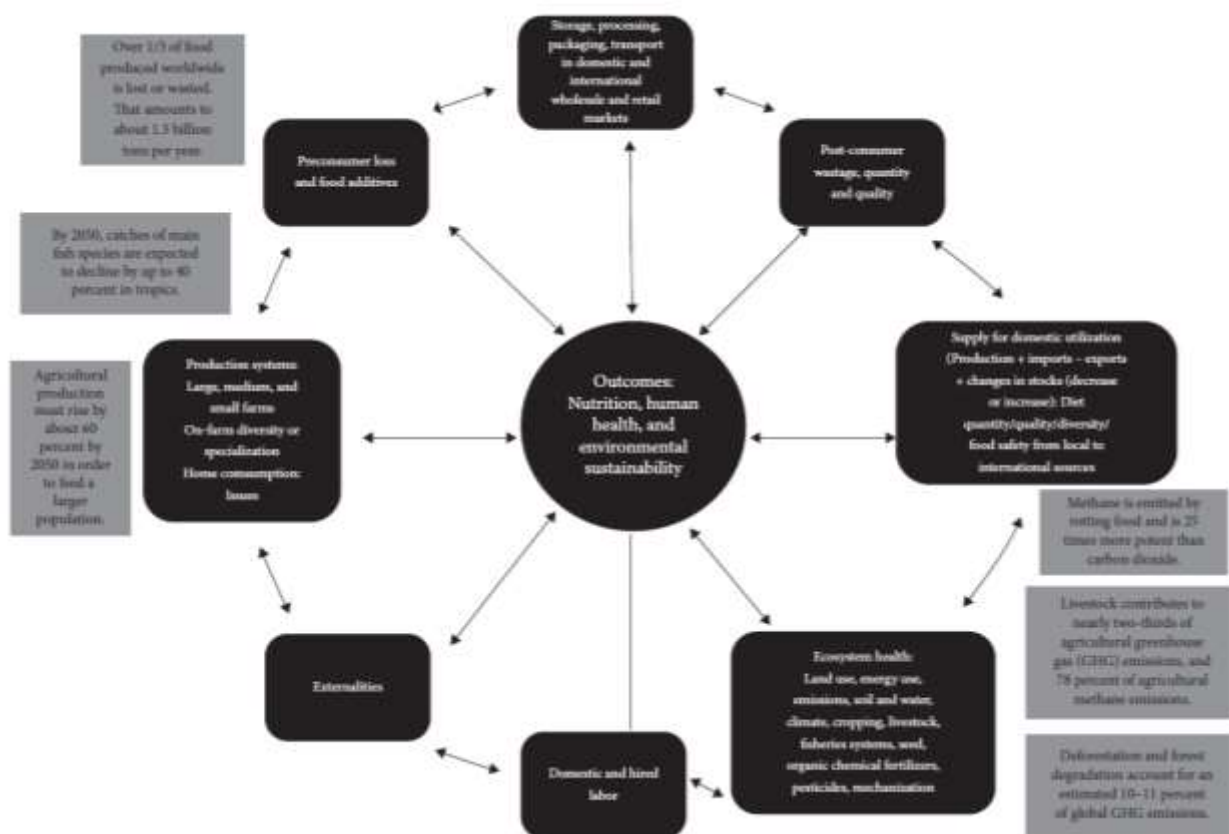 Storage, processing,
packaging, transport
in domestic and
international
wholesale and retail
markets
Over 1/3 of food
produced worldwide
is lost or wasted.
That amounts to
about 1.3 billion
tons per year.
Preconsumer loss
and food additives
Post-consumer
wastage, quantity
and quality
By 2050, catches of main
fish species are expected
to decline by up to 40
percent in tropics.
Production systems:
Large, medium, and
small farms
On-farm diversity or
specialization
Home consumption:
Issues
Agricultural
production
must rise by
about 60
percent by
2050 in order
to feed a
larger
population.
Outcomes:
Nutrition, human
health, and
environmental
sustainability
Supply for domestic utilization
(Production + imports – exports
+ changes in stocks (decrease
or increase): Diet
quantity/quality/diversity/
food safety from local to
international sources
Methane is emitted by
rotting food and is 25
times more potent than
carbon dioxide.
Externalities
Ecosystem health:
Land use, energy use,
emissions, soil and water,
climate, cropping, livestock,
fisheries systems, seed,
organic chemical fertilizers,
pesticides, mechanization
Livestock contributes to
nearly two-thirds of
agricultural greenhouse
gas (GHG) emissions, and
78 percent of agricultural
methane emissions.
Domestic and hired
labor
Deforestation and forest
degradation account for an
estimated 10–11 percent
of global GHG emissions.